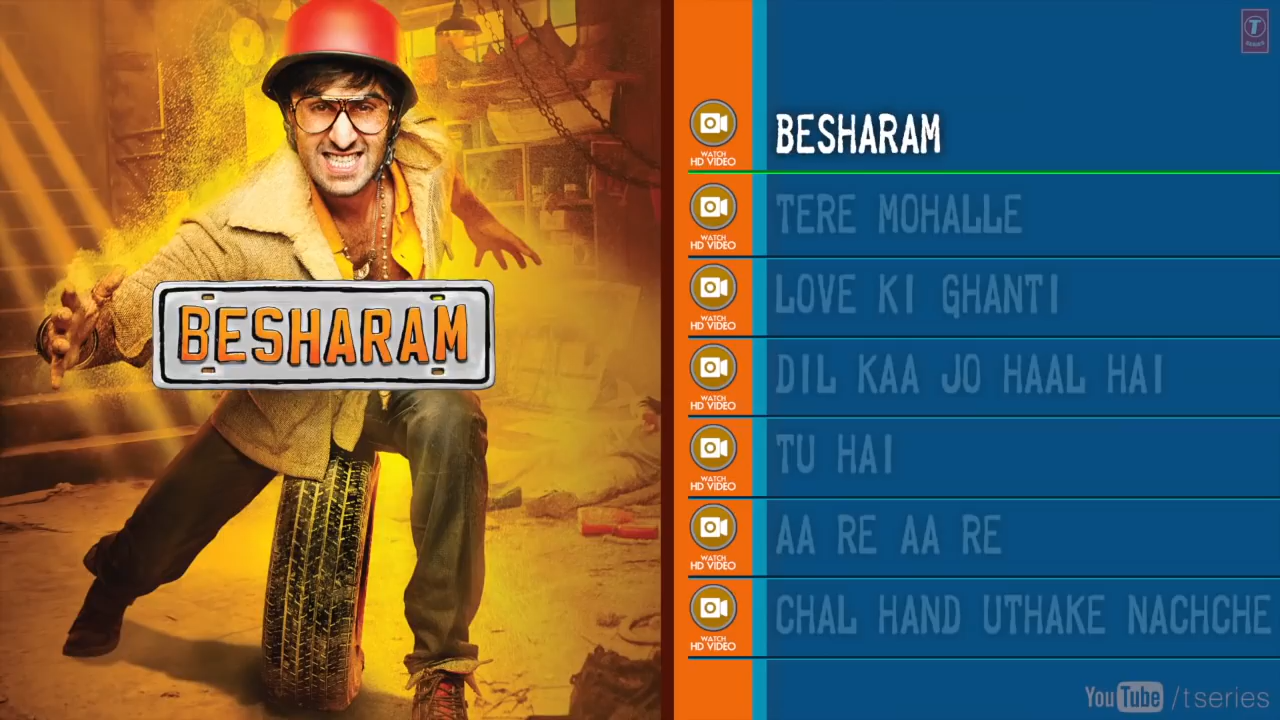 BESHARAM
T
SERIES
WATCH
HD VIDEO
BESHARAM
WATCH
HD VIDEO
TERE MOHALLE
WATCH
HD VIDEO
LOVE KI GHANTI
WATCH
HD VIDEO
DIL KAA JO HAAL HAI
WATCH
HD VIDEO
TU HAI
WATCH
HD VIDEO
AA RE AA RE
WATCH
HD VIDEO
CHAL HAND UTHAKE NACHCHE
YouTube /tseries